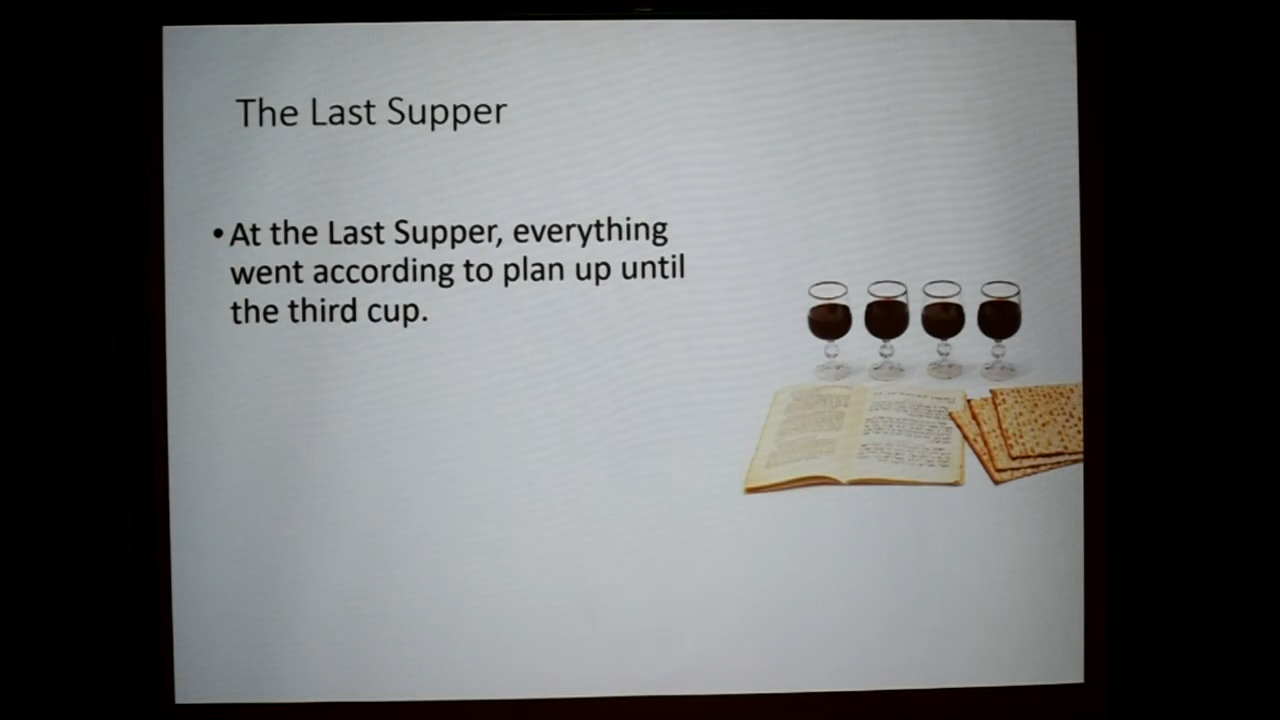 The Last Supper
• At the Last Supper, everything
went according to plan up until
the third cup.